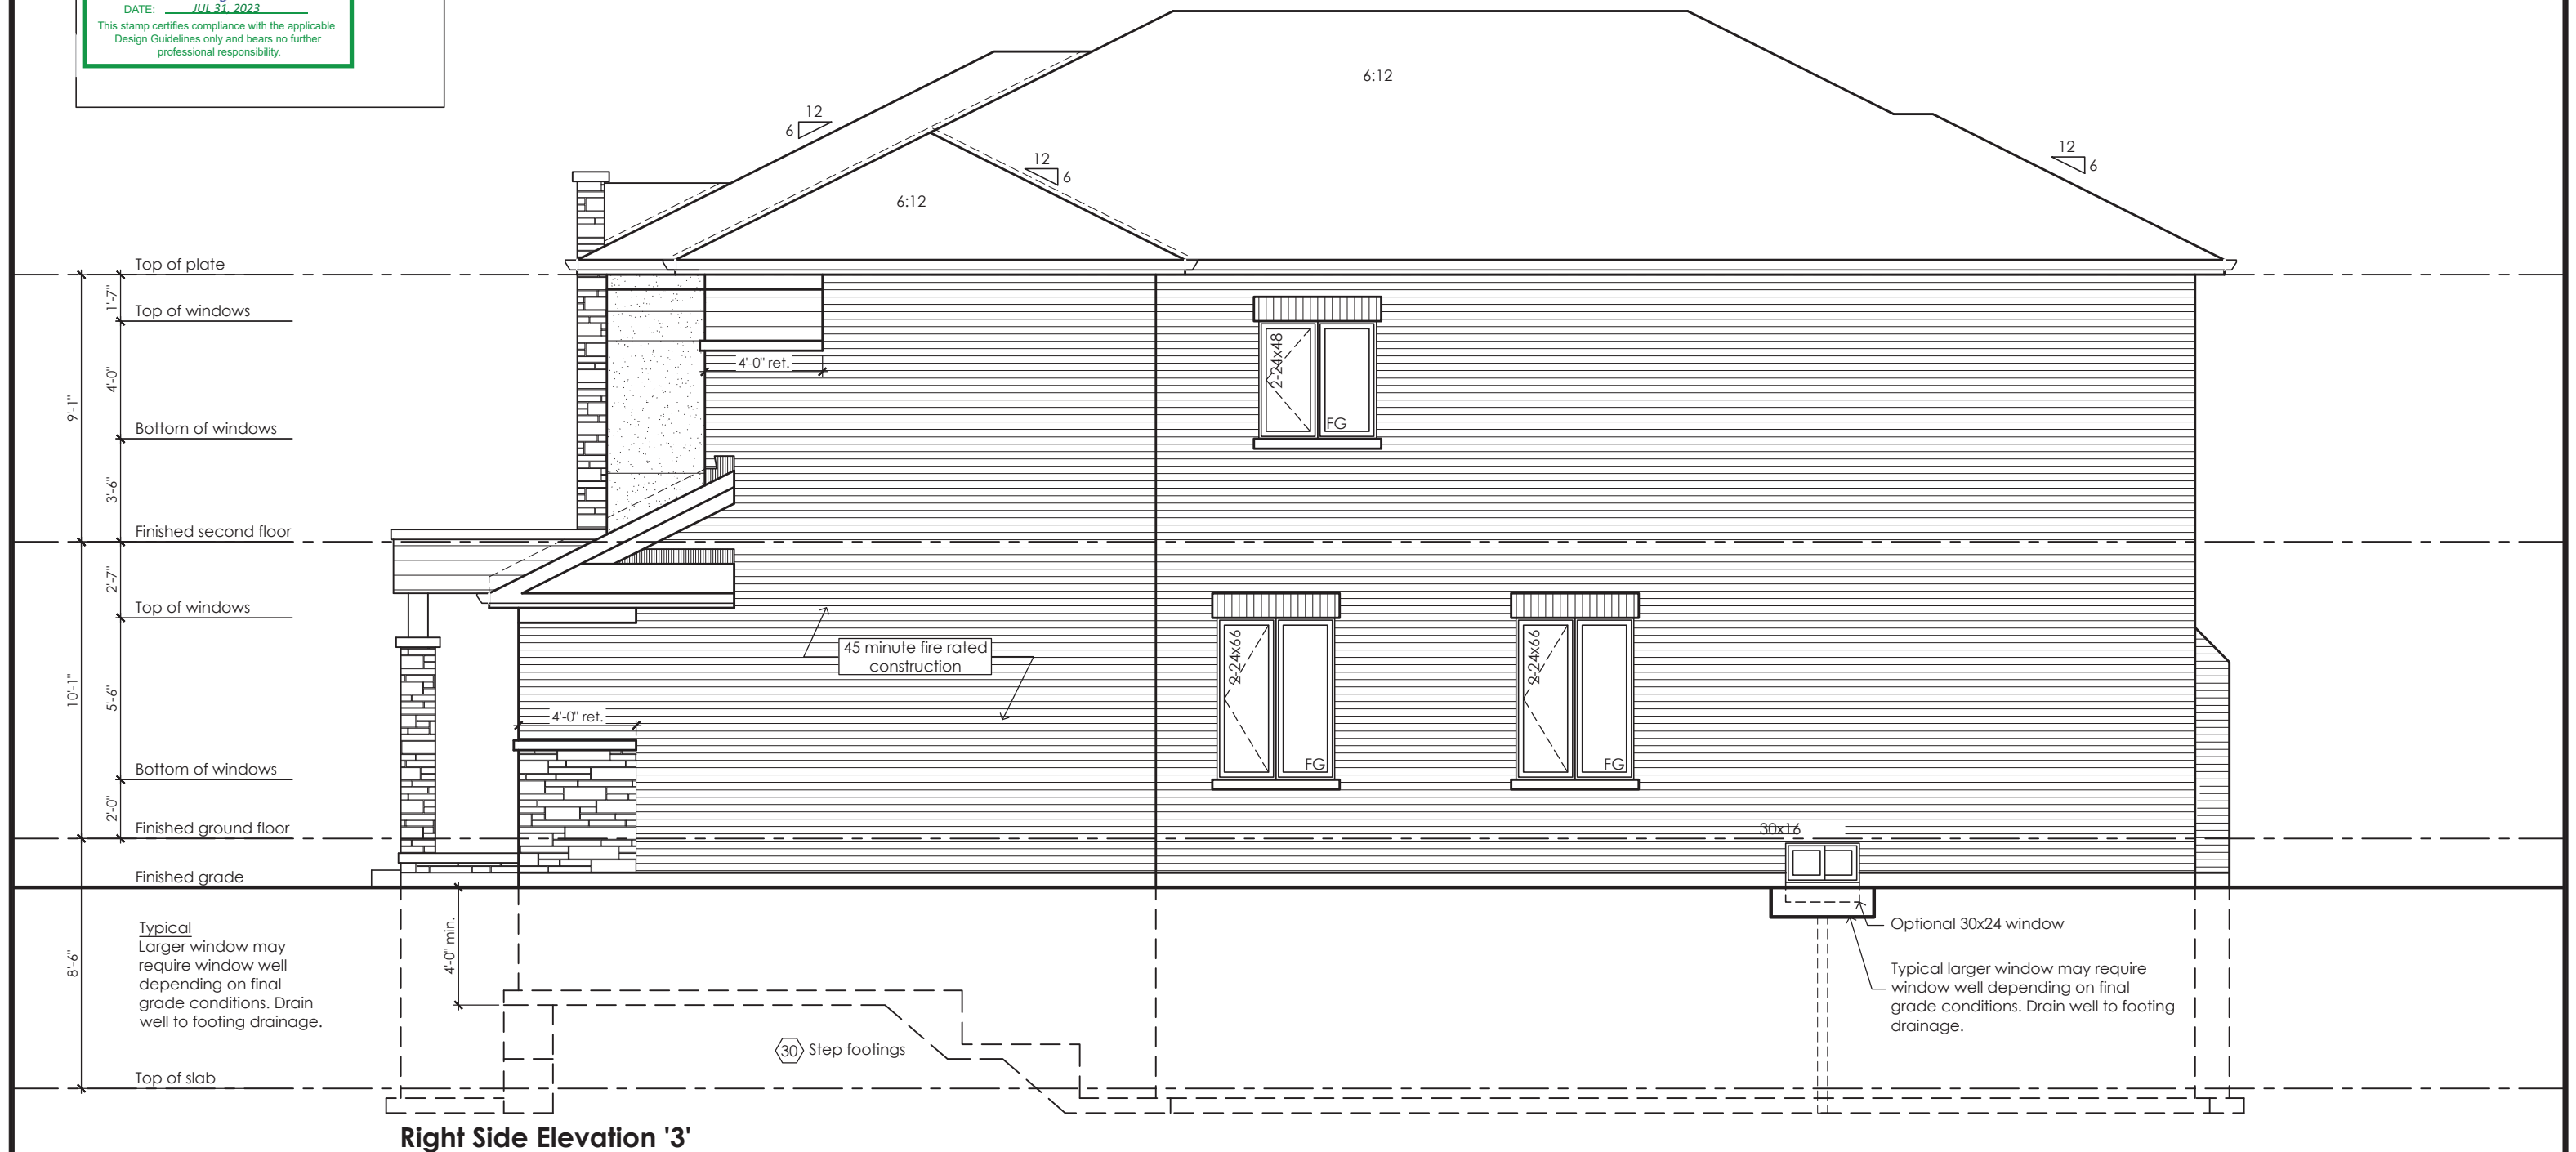 DATE: JUL 31, 2023
This stamp certifies compliance with the applicable
Design Guidelines only and bears no further
professional responsibility.
6:12
12
6
12
6
12
6
6:12
Top of plate
1'-7"
Top of windows
4'-0"
9'-1"
Bottom of windows
3'-6"
Finished second floor
2'-7"
Top of windows
10'-1"
5'-6"
Bottom of windows
2'-0"
Finished ground floor
Finished grade
8'-6"
Top of slab
4'-0" ret.
2-24x48
FG
45 minute fire rated
construction
4'-0" ret.
2-24x66
FG
2-24x66
FG
30x16
Typical
Larger window may
require window well
depending on final
grade conditions. Drain
well to footing drainage.
4'-0" min.
30 Step footings
Optional 30x24 window
Typical larger window may require
window well depending on final
grade conditions. Drain well to footing
drainage.
Right Side Elevation '3'